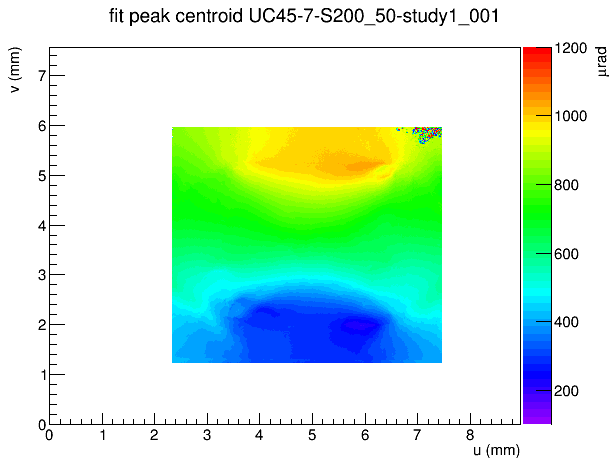 fit peak centroid UC45-7-S200_50-study1_001
v (mm)
7
6
5
4
3
2
1
0
0 1 2 3 4 5 6 7 8
u (mm)
1200
1000
800
600
400
200
μrad